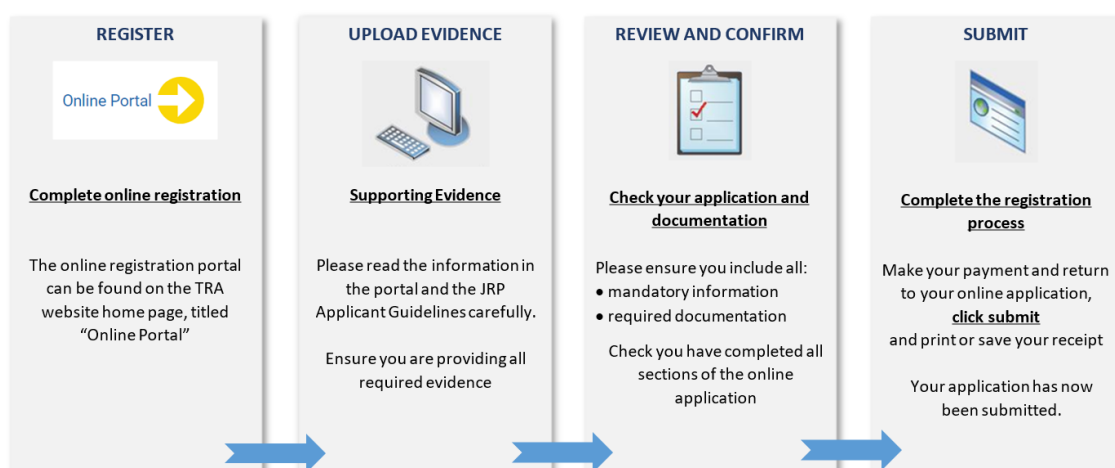 REGISTER
Online Portal
Complete online registration
The online registration portal
can be found on the TRA
website home page, titled
“Online Portal”
UPLOAD EVIDENCE
Supporting Evidence
Please read the information in
the portal and the JRP
Applicant Guidelines carefully.
Ensure you are providing all
required evidence
REVIEW AND CONFIRM
Check your application and
documentation
Please ensure you include all:
• mandatory information
• required documentation
Check you have completed all
sections of the online
application
SUBMIT
Complete the registration
process
Make your payment and return
to your online application,
click submit
and print or save your receipt
Your application has now
been submitted.